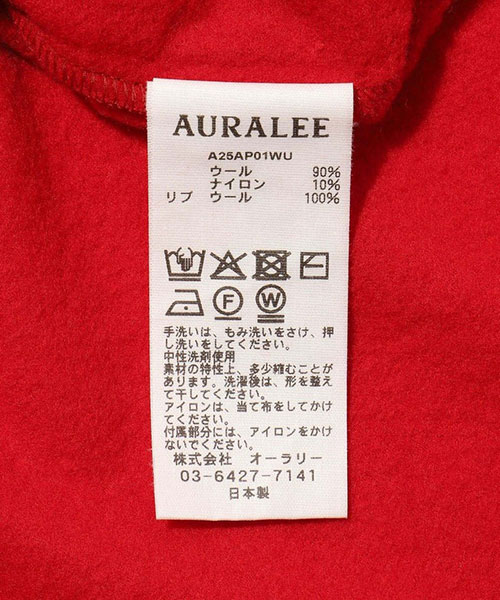 AURALEE
A25AP01WU
ウール 90%
ナイロン 10%
リブ ウール 100%
F W
手洗いは、もみ洗いをさけ、押
し洗いをしてください。
中性洗剤使用
素材の特性上、多少縮むことが
あります。洗濯後は、形を整え
て干してください。
アイロンは、当て布をしてかけ
てください。
付属部分には、アイロンをかけ
ないでください。
株式会社 オーラリー
03-6427-7141
日本製